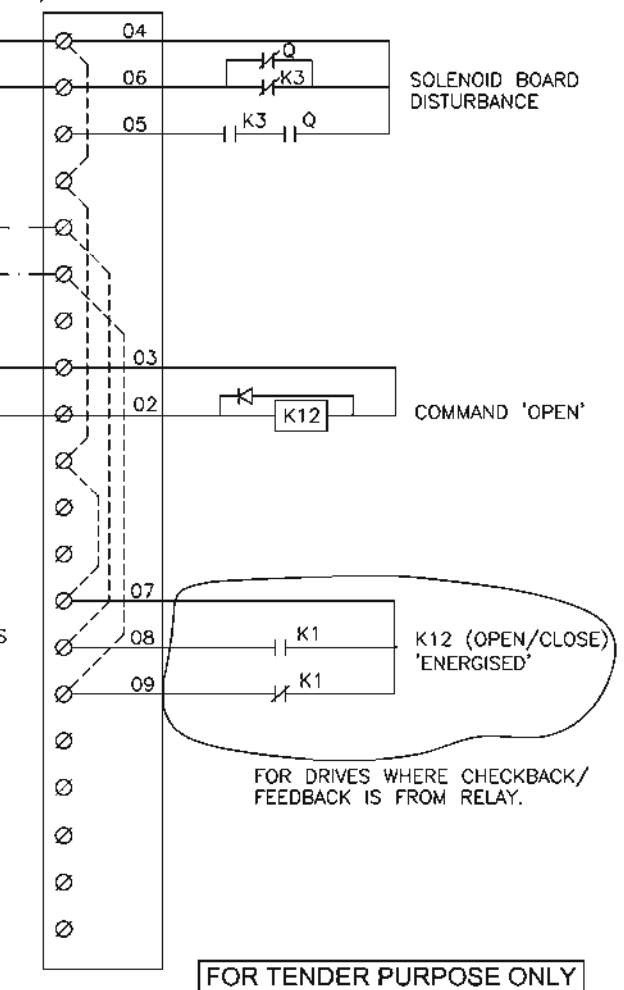 04
Q
06
K3
SOLENOID BOARD
DISTURBANCE
05
K3
Q
03
02
K12
COMMAND 'OPEN'
07
08
K1
K12 (OPEN/CLOSE)
'ENERGISED'
S
09
K1
FOR DRIVES WHERE CHECKBACK/
FEEDBACK IS FROM RELAY.
FOR TENDER PURPOSE ONLY